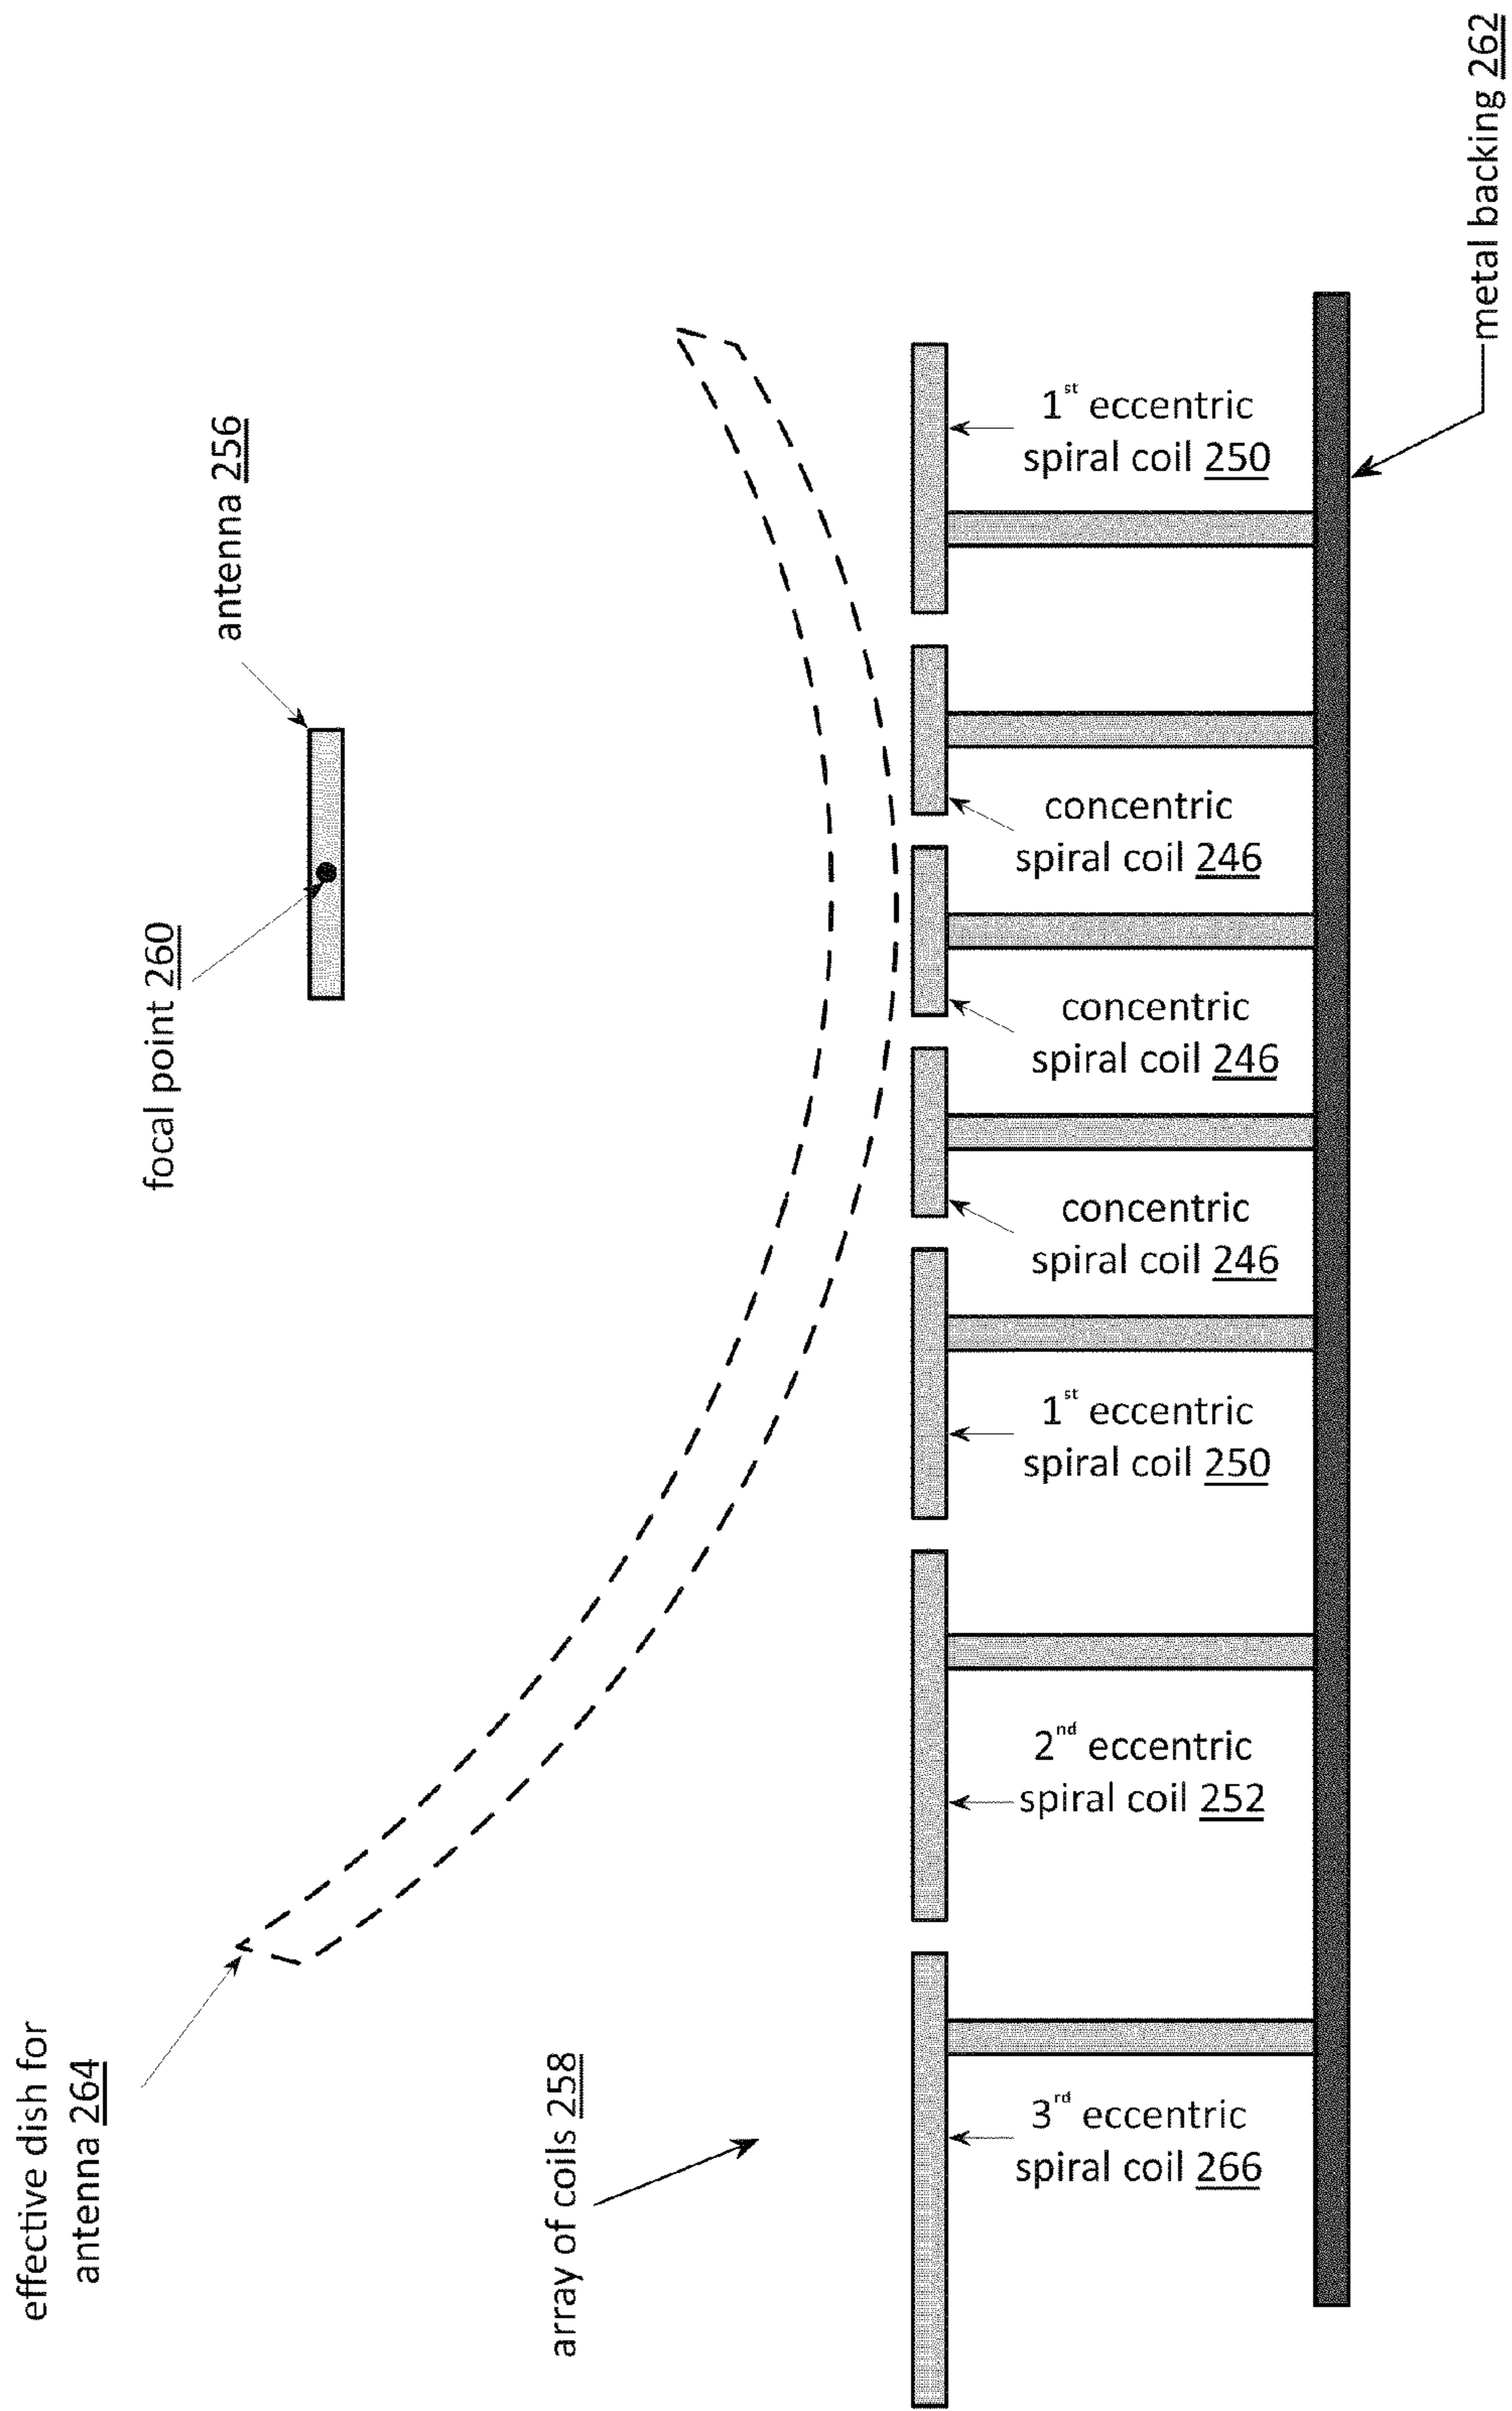 antenna 256
focal point 260
effective dish for
antenna 264
array of coils 258
1st eccentric
spiral coil 250
concentric
spiral coil 246
concentric
spiral coil 246
concentric
spiral coil 246
1st eccentric
spiral coil 250
2nd eccentric
spiral coil 252
3rd eccentric
spiral coil 266
metal backing 262